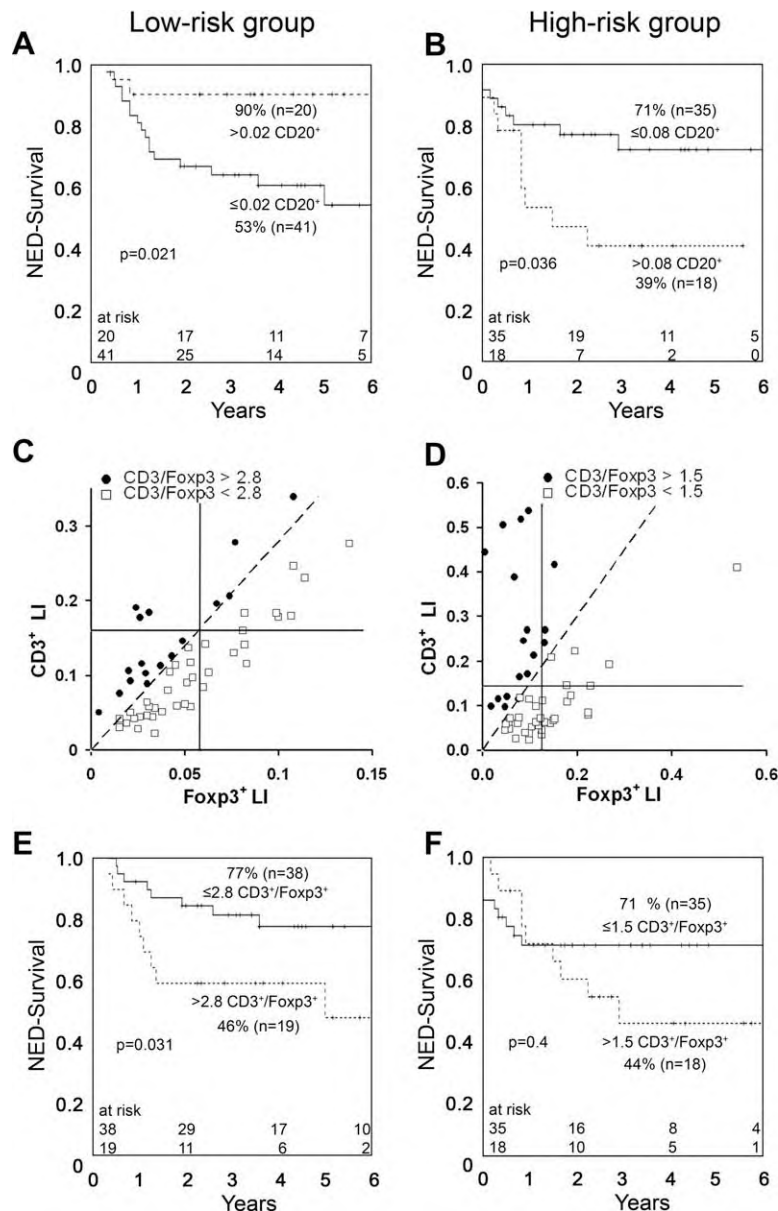 Low-risk group
High-risk group
A
1.0
0.8
0.6
0.4
0.2
0
NED-Survival
90% (n=20)
>0.02 CD20⁺
≤0.02 CD20⁺
53% (n=41)
p=0.021
at risk
20 17 11 7
41 25 14 5
0 1 2 3 4 5 6
Years
B
1.0
0.8
0.6
0.4
0.2
0
NED-Survival
71% (n=35)
≤0.08 CD20⁺
p=0.036
>0.08 CD20⁺
39% (n=18)
at risk
35 19 11 5
18 7 2 0
0 1 2 3 4 5 6
Years
C
CD3/Foxp3 > 2.8
CD3/Foxp3 < 2.8
0.3
0.2
0.1
0
CD3⁺ LI
0 0.05 0.10 0.15
Foxp3⁺ LI
D
CD3/Foxp3 > 1.5
CD3/Foxp3 < 1.5
0.6
0.5
0.4
0.3
0.2
0.1
0.0
CD3⁺ LI
0.0 0.2 0.4 0.6
Foxp3⁺ LI
E
1.0
0.8
0.6
0.4
0.2
0
NED-Survival
77% (n=38)
≤2.8 CD3⁺/Foxp3⁺
>2.8 CD3⁺/Foxp3⁺
46% (n=19)
p=0.031
at risk
38 29 17 10
19 11 6 2
0 1 2 3 4 5 6
Years
F
1.0
0.8
0.6
0.4
0.2
0
NED-Survival
71 % (n=35)
≤1.5 CD3⁺/Foxp3⁺
p=0.4
>1.5 CD3⁺/Foxp3⁺
44% (n=18)
at risk
35 16 8 4
18 10 5 1
0 1 2 3 4 5 6
Years